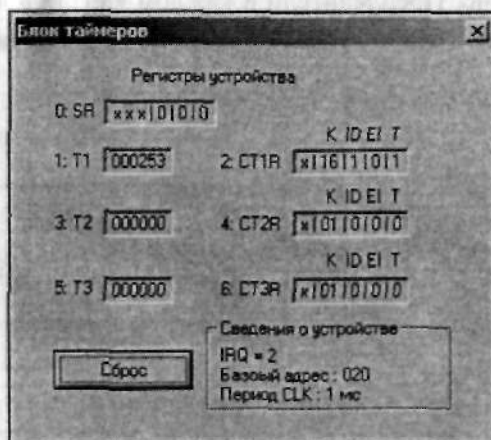 Блок таймеров
Регистры устройства
0: SR xxx|0|0|0
K ID EI T
1: T1 000253 2: CT1R x|16|1|0|1
K ID EI T
3: T2 000000 4: CT2R x|01|0|0|0
K ID EI T
5: T3 000000 6: CT3R x|01|0|0|0
Сведения о устройстве
IRQ = 2
Базовый адрес : 020
Период CLK : 1 мс
Сброс